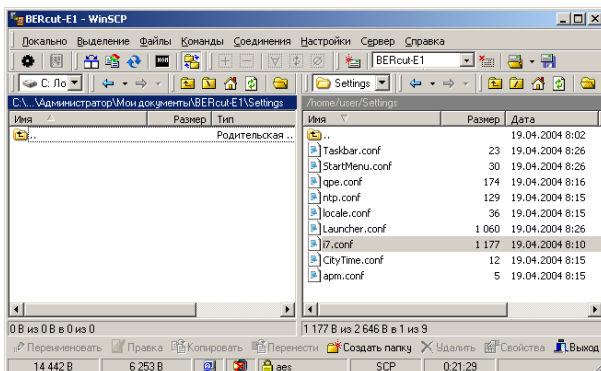 BERcut-E1 - WinSCP
Локально Выделение Файлы Команды Соединения Настройки Сервер Справка
BERcut-E1
C: Ло Settings
C:\...\Администратор\Мои документы\BERcut-E1\Settings /home/user/Settings
Имя Размер Тип Имя Размер Дата
.. Родительская .. .. 19.04.2004 8:02
Taskbar.conf 23 19.04.2004 8:26
StartMenu.conf 30 19.04.2004 8:26
qpe.conf 174 19.04.2004 8:16
ntp.conf 129 19.04.2004 8:15
locale.conf 36 19.04.2004 8:15
Launcher.conf 1 060 19.04.2004 8:26
i7.conf 1 177 19.04.2004 8:10
CityTime.conf 12 19.04.2004 8:15
apm.conf 5 19.04.2004 8:15
0 B из 0 B в 0 из 0 1 177 B из 2 646 B в 1 из 9
Переименовать Правка Копировать Перенести Создать папку Удалить Свойства Выход
14 442 B 6 253 B aes SCP 0:21:29